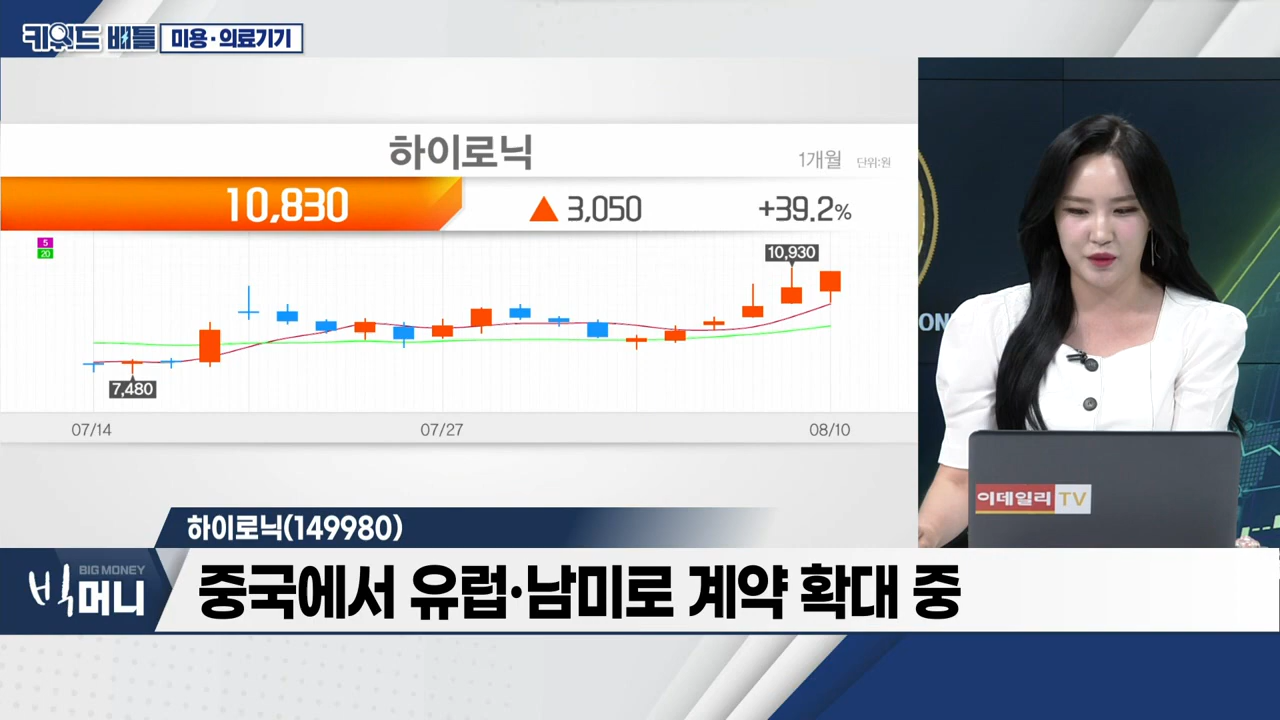 키워드 배틀 미용·의료기기
하이로닉
1개월 단위:원
10,830 ▲ 3,050 +39.2%
5
20
10,930
7,480
07/14 07/27 08/10
ON
이데일리 TV
하이로닉(149980)
BIG MONEY
빅머니
중국에서 유럽·남미로 계약 확대 중